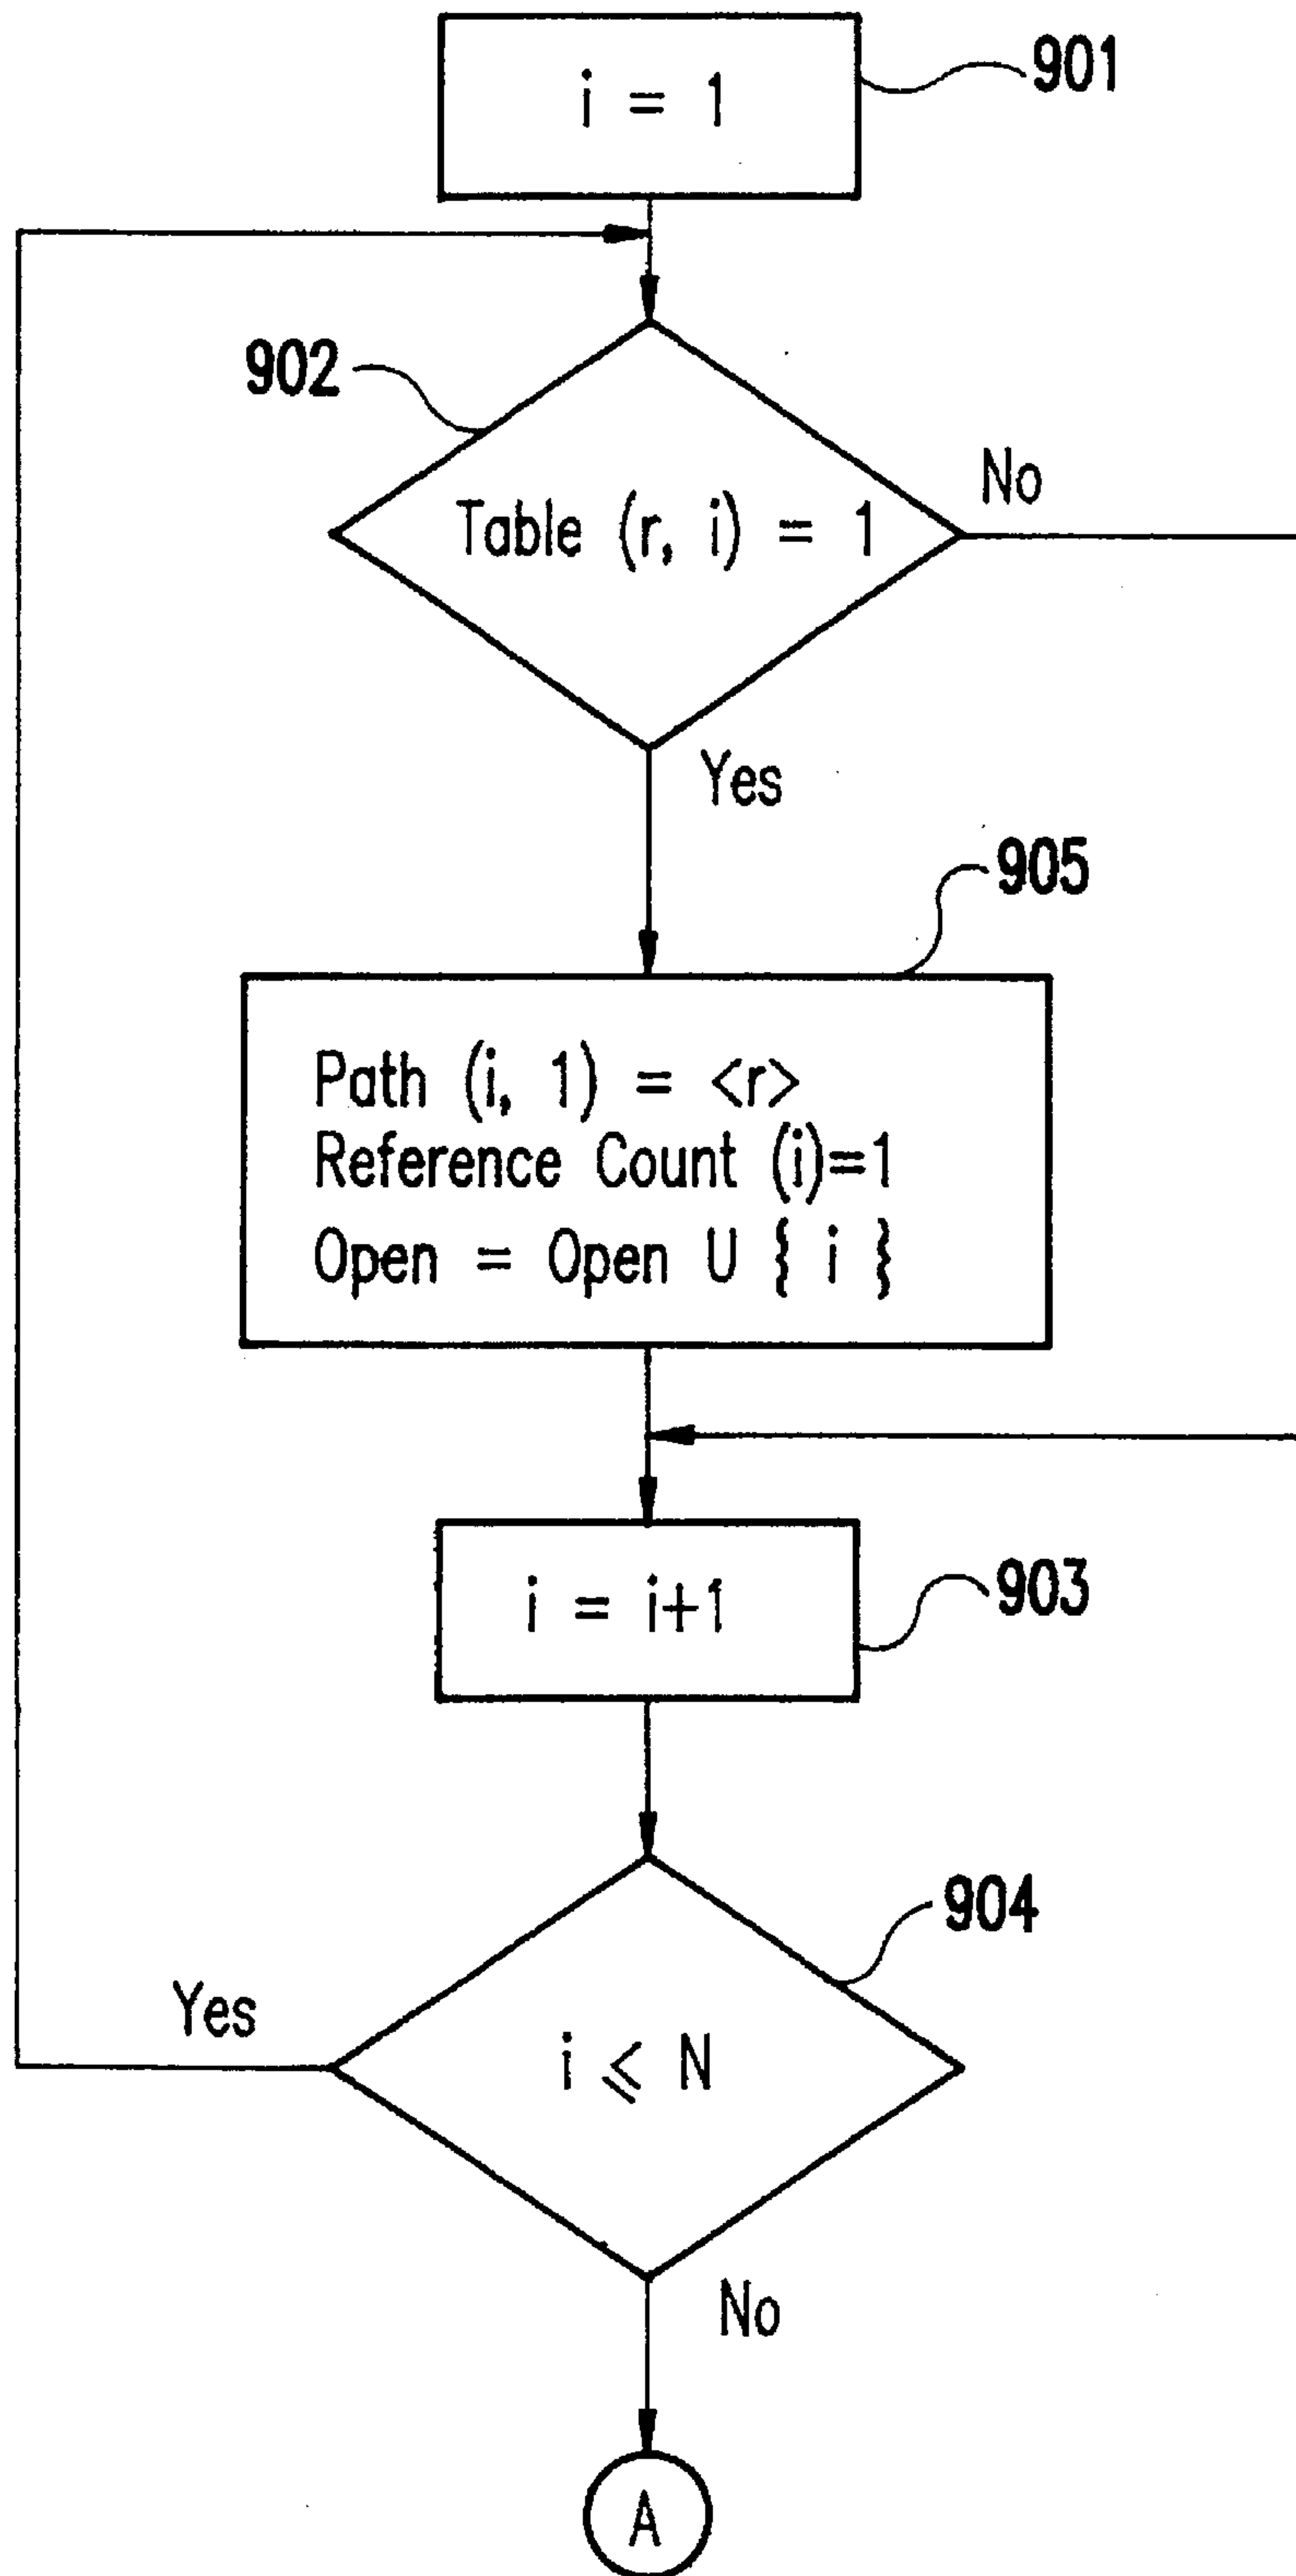 i = 1
901
902
Table (r, i) = 1
No
Yes
905
Path (i, 1) = <r>
Reference Count (i)=1
Open = Open U { i }
i = i+1
903
904
Yes
i ⩽ N
No
A